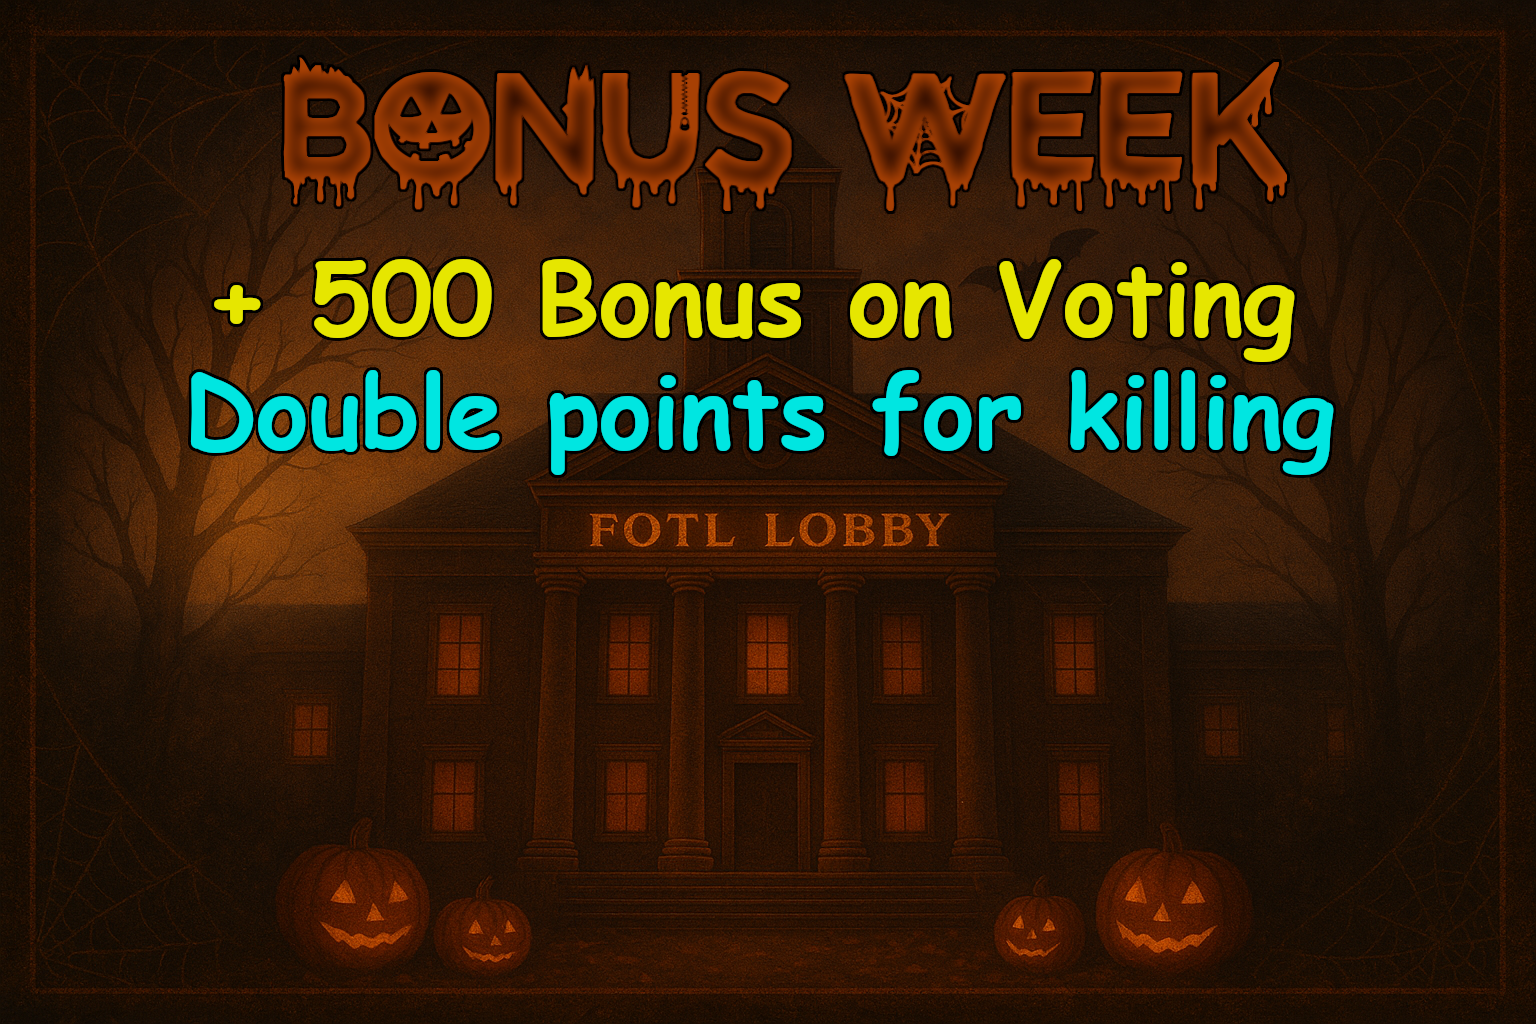 BONUS WEEK
+ 500 Bonus on Voting
Double points for killing
FOTL LOBBY